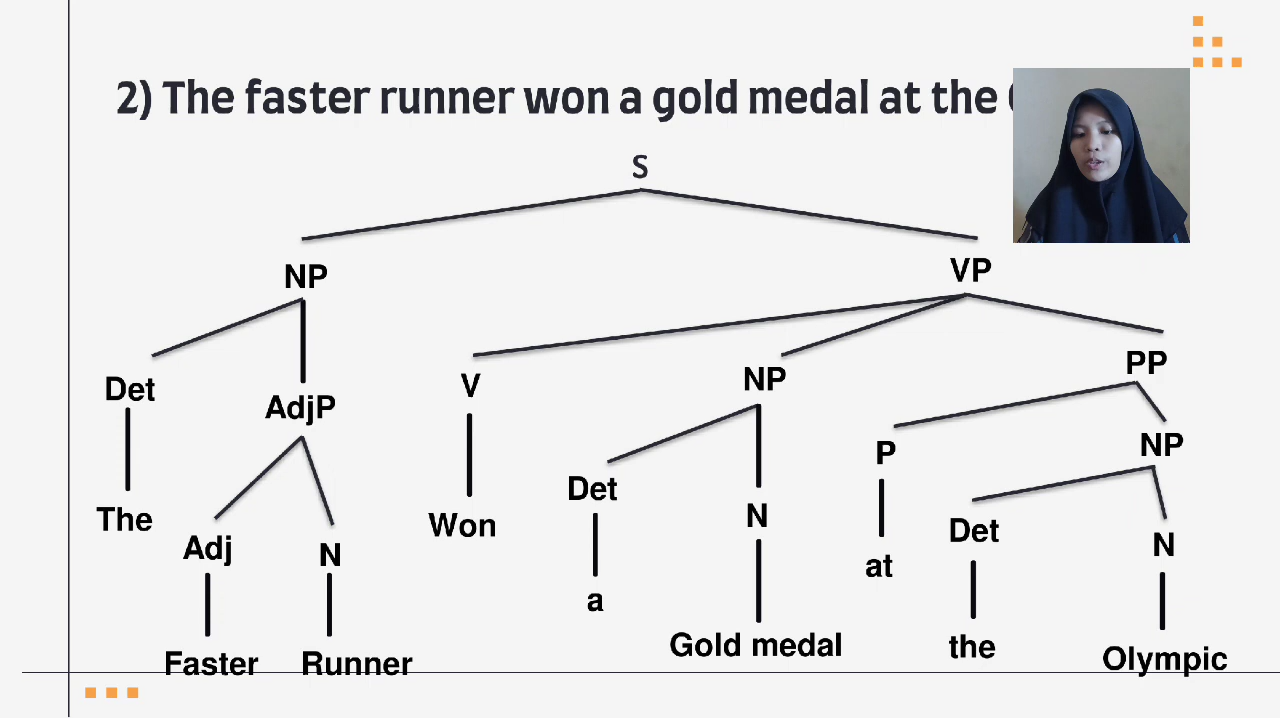 2) The faster runner won a gold medal at the
S
NP VP
Det AdjP V NP PP
The Adj N Won Det N P NP
Faster Runner a Gold medal at Det N
the Olympic